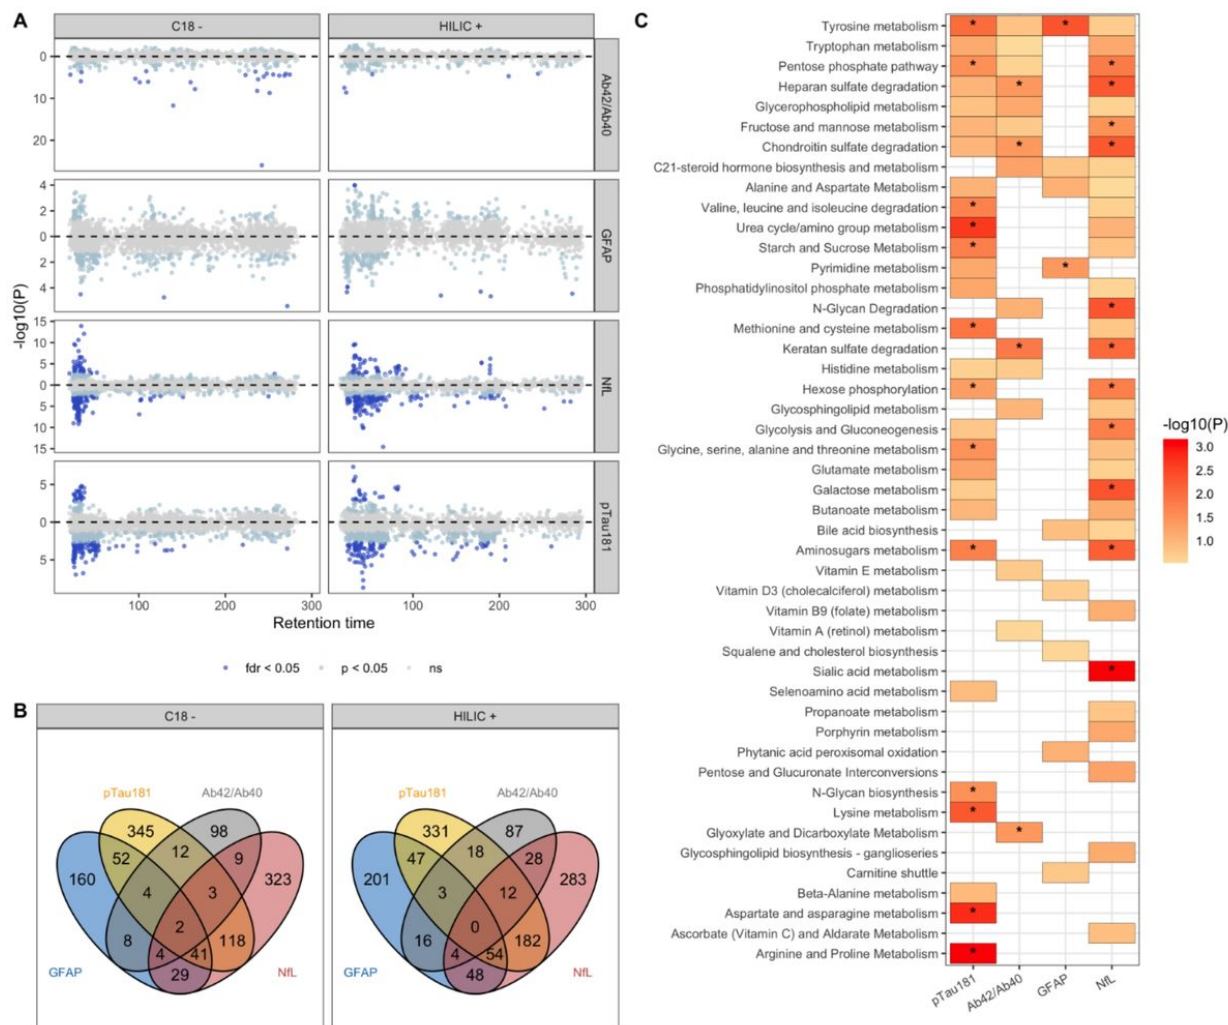 A
C18 -
HILIC +
0
10
20
Ab42/Ab40
4
2
0
2
4
GFAP
-log10(P)
15
10
5
0
5
10
15
NfL
5
0
5
pTau181
100
200
300
100
200
300
Retention time
fdr < 0.05
p < 0.05
ns
B
C18 -
HILIC +
pTau181
Ab42/Ab40
345
98
52
12
9
160
323
4
3
2
8
118
4
41
29
GFAP
NfL
pTau181
Ab42/Ab40
331
87
47
18
28
201
283
3
12
0
16
182
4
54
48
GFAP
NfL
C
Tyrosine metabolism * *
Tryptophan metabolism
Pentose phosphate pathway * *
Heparan sulfate degradation * *
Glycerophospholipid metabolism
Fructose and mannose metabolism *
Chondroitin sulfate degradation * *
C21-steroid hormone biosynthesis and metabolism
Alanine and Aspartate Metabolism
Valine, leucine and isoleucine degradation *
Urea cycle/amino group metabolism *
Starch and Sucrose Metabolism *
Pyrimidine metabolism *
Phosphatidylinositol phosphate metabolism
N-Glycan Degradation *
Methionine and cysteine metabolism *
Keratan sulfate degradation * *
Histidine metabolism
Hexose phosphorylation * *
Glycosphingolipid metabolism
Glycolysis and Gluconeogenesis *
Glycine, serine, alanine and threonine metabolism *
Glutamate metabolism
Galactose metabolism *
Butanoate metabolism
Bile acid biosynthesis
Aminosugars metabolism * *
Vitamin E metabolism
Vitamin D3 (cholecalciferol) metabolism
Vitamin B9 (folate) metabolism
Vitamin A (retinol) metabolism
Squalene and cholesterol biosynthesis
Sialic acid metabolism *
Selenoamino acid metabolism
Propanoate metabolism
Porphyrin metabolism
Phytanic acid peroxisomal oxidation
Pentose and Glucuronate Interconversions
N-Glycan biosynthesis *
Lysine metabolism *
Glyoxylate and Dicarboxylate Metabolism *
Glycosphingolipid biosynthesis - ganglioseries
Carnitine shuttle
Beta-Alanine metabolism
Aspartate and asparagine metabolism *
Ascorbate (Vitamin C) and Aldarate Metabolism
Arginine and Proline Metabolism *
pTau181
Ab42/Ab40
GFAP
NfL
-log10(P)
3.0
2.5
2.0
1.5
1.0